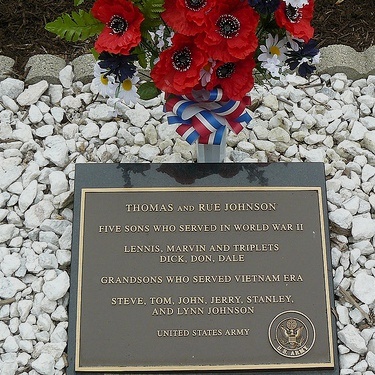 THOMAS AND RUE JOHNSON
FIVE SONS WHO SERVED IN WORLD WAR II
LENNIS, MARVIN AND TRIPLETS
DICK, DON, DALE
GRANDSONS WHO SERVED VIETNAM ERA
STEVE, TOM, JOHN, JERRY, STANLEY,
AND LYNN JOHNSON
UNITED STATES ARMY
U.S. ARMY